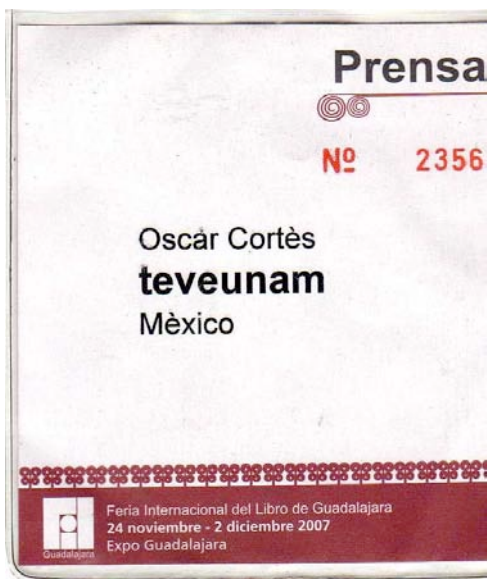 Prensa
Nº 2356
Oscar Cortès
teveunam
Mèxico
Feria Internacional del Libro de Guadalajara
24 noviembre - 2 diciembre 2007
Guadalajara
Expo Guadalajara